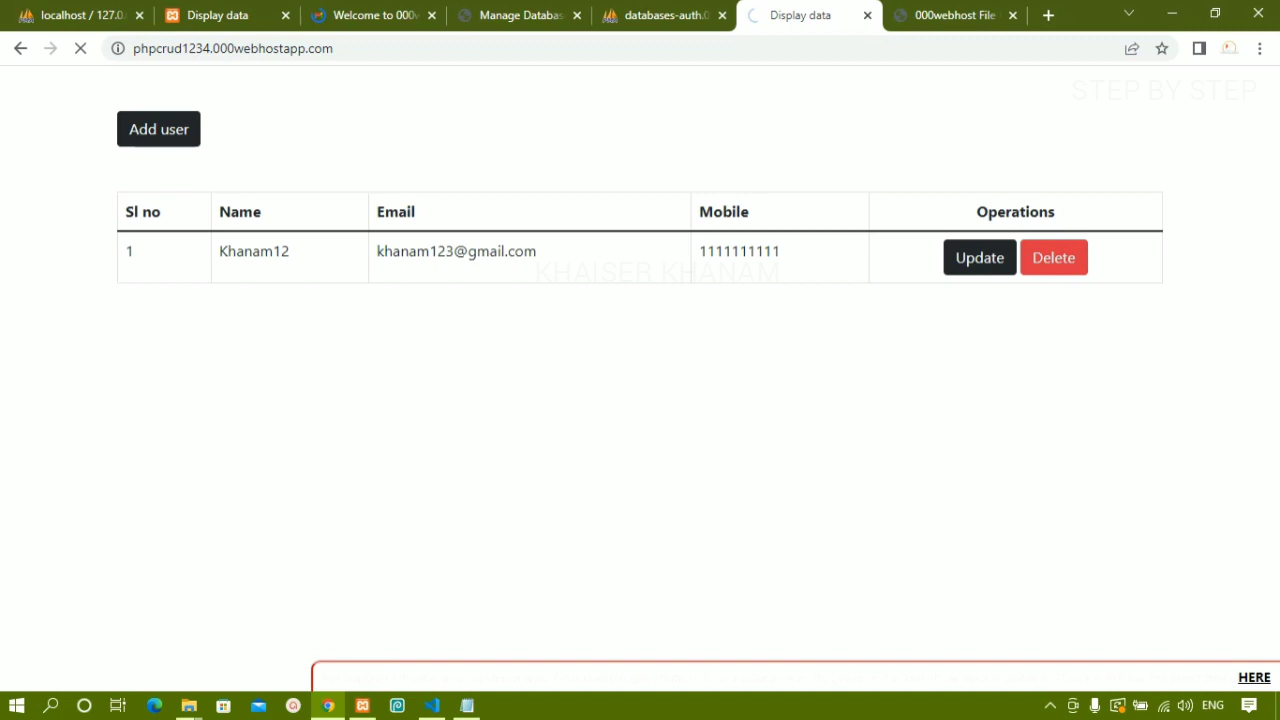 localhost / 127.0.
Display data
Welcome to 000w
Manage Databas
databases-auth.0
Display data
000webhost File
phpcrud1234.000webhostapp.com
STEP BY STEP
Add user
Sl no Name Email Mobile Operations
1 Khanam12 khanam123@gmail.com 1111111111 Update Delete
KHAISER KHANAM
HERE
ENG